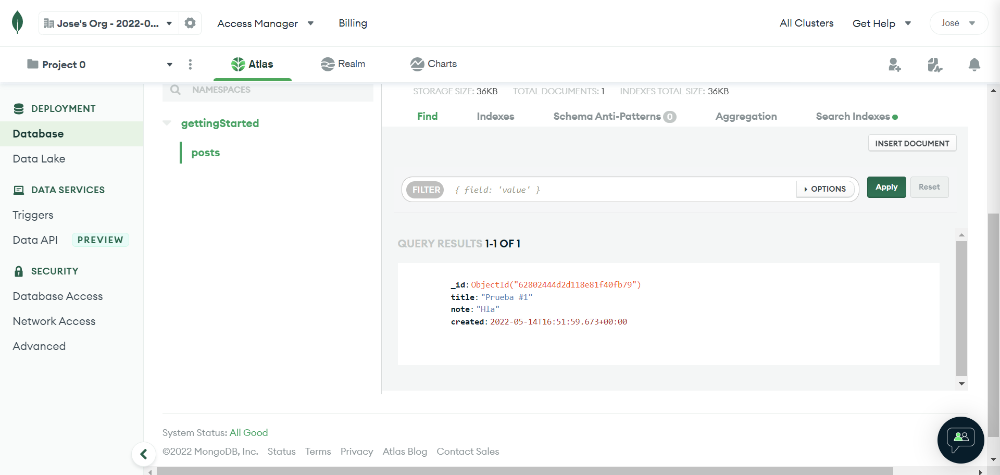 Jose's Org - 2022-0...
Access Manager
Billing
All Clusters
Get Help
José
Project 0
Atlas
Realm
Charts
DEPLOYMENT
Database
Data Lake
DATA SERVICES
Triggers
Data API PREVIEW
SECURITY
Database Access
Network Access
Advanced
NAMESPACES
gettingStarted
posts
STORAGE SIZE: 36KB TOTAL DOCUMENTS: 1 INDEXES TOTAL SIZE: 36KB
Find Indexes Schema Anti-Patterns 0 Aggregation Search Indexes
INSERT DOCUMENT
FILTER { field: 'value' } OPTIONS Apply Reset
QUERY RESULTS 1-1 OF 1
_id: ObjectId("62802444d2d118e81f40fb79")
title: "Prueba #1"
note: "Hla"
created: 2022-05-14T16:51:59.673+00:00
System Status: All Good
©2022 MongoDB, Inc. Status Terms Privacy Atlas Blog Contact Sales